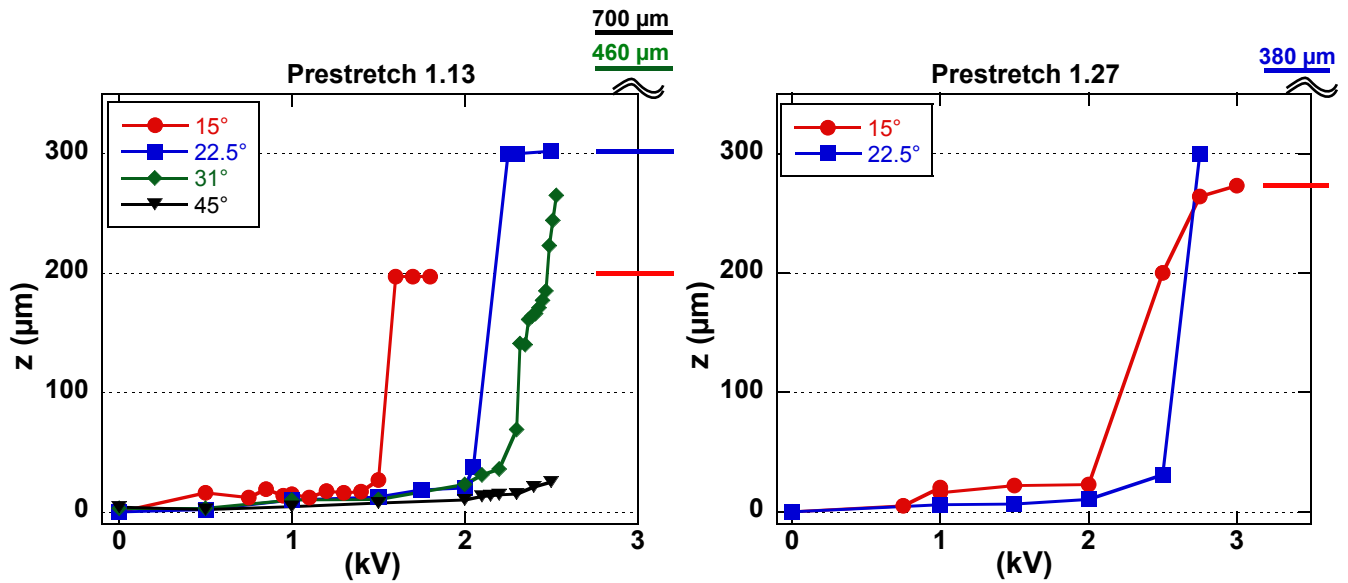 700 µm
460 µm
Prestretch 1.13
15°
22.5°
31°
45°
300
200
100
0
z (µm)
0 1 2 3
(kV)
380 µm
Prestretch 1.27
15°
22.5°
300
200
100
0
z (µm)
0 1 2 3
(kV)